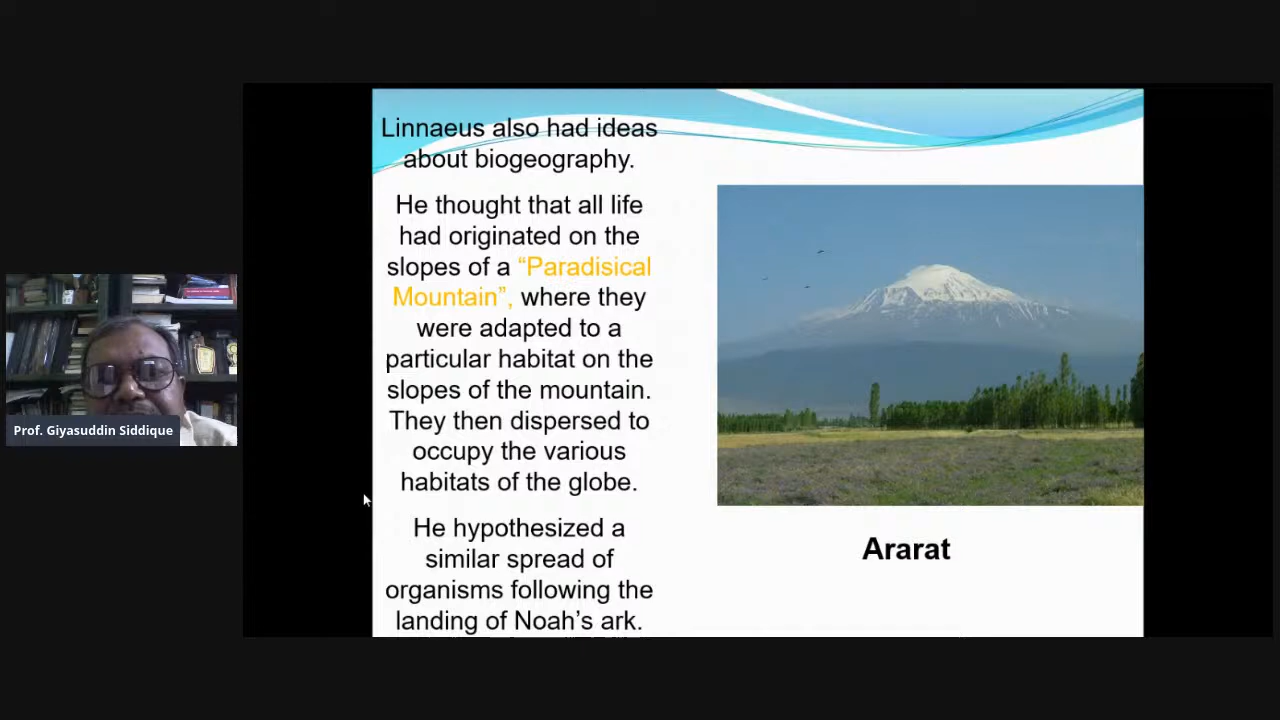 Linnaeus also had ideas
about biogeography.
He thought that all life
had originated on the
slopes of a “Paradisical
Mountain”, where they
were adapted to a
particular habitat on the
slopes of the mountain.
They then dispersed to
occupy the various
habitats of the globe.
He hypothesized a
similar spread of
organisms following the
landing of Noah’s ark.
Ararat
Prof. Giyasuddin Siddique